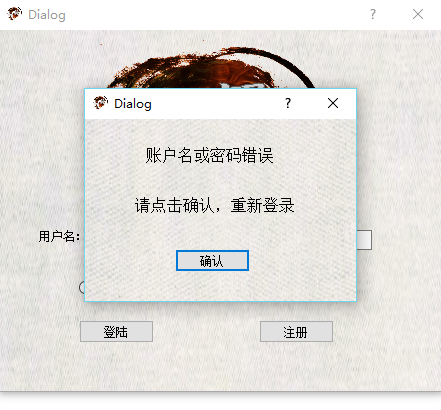 Dialog
?
Dialog
?
账户名或密码错误
请点击确认，重新登录
确认
用户名：
登陆
注册